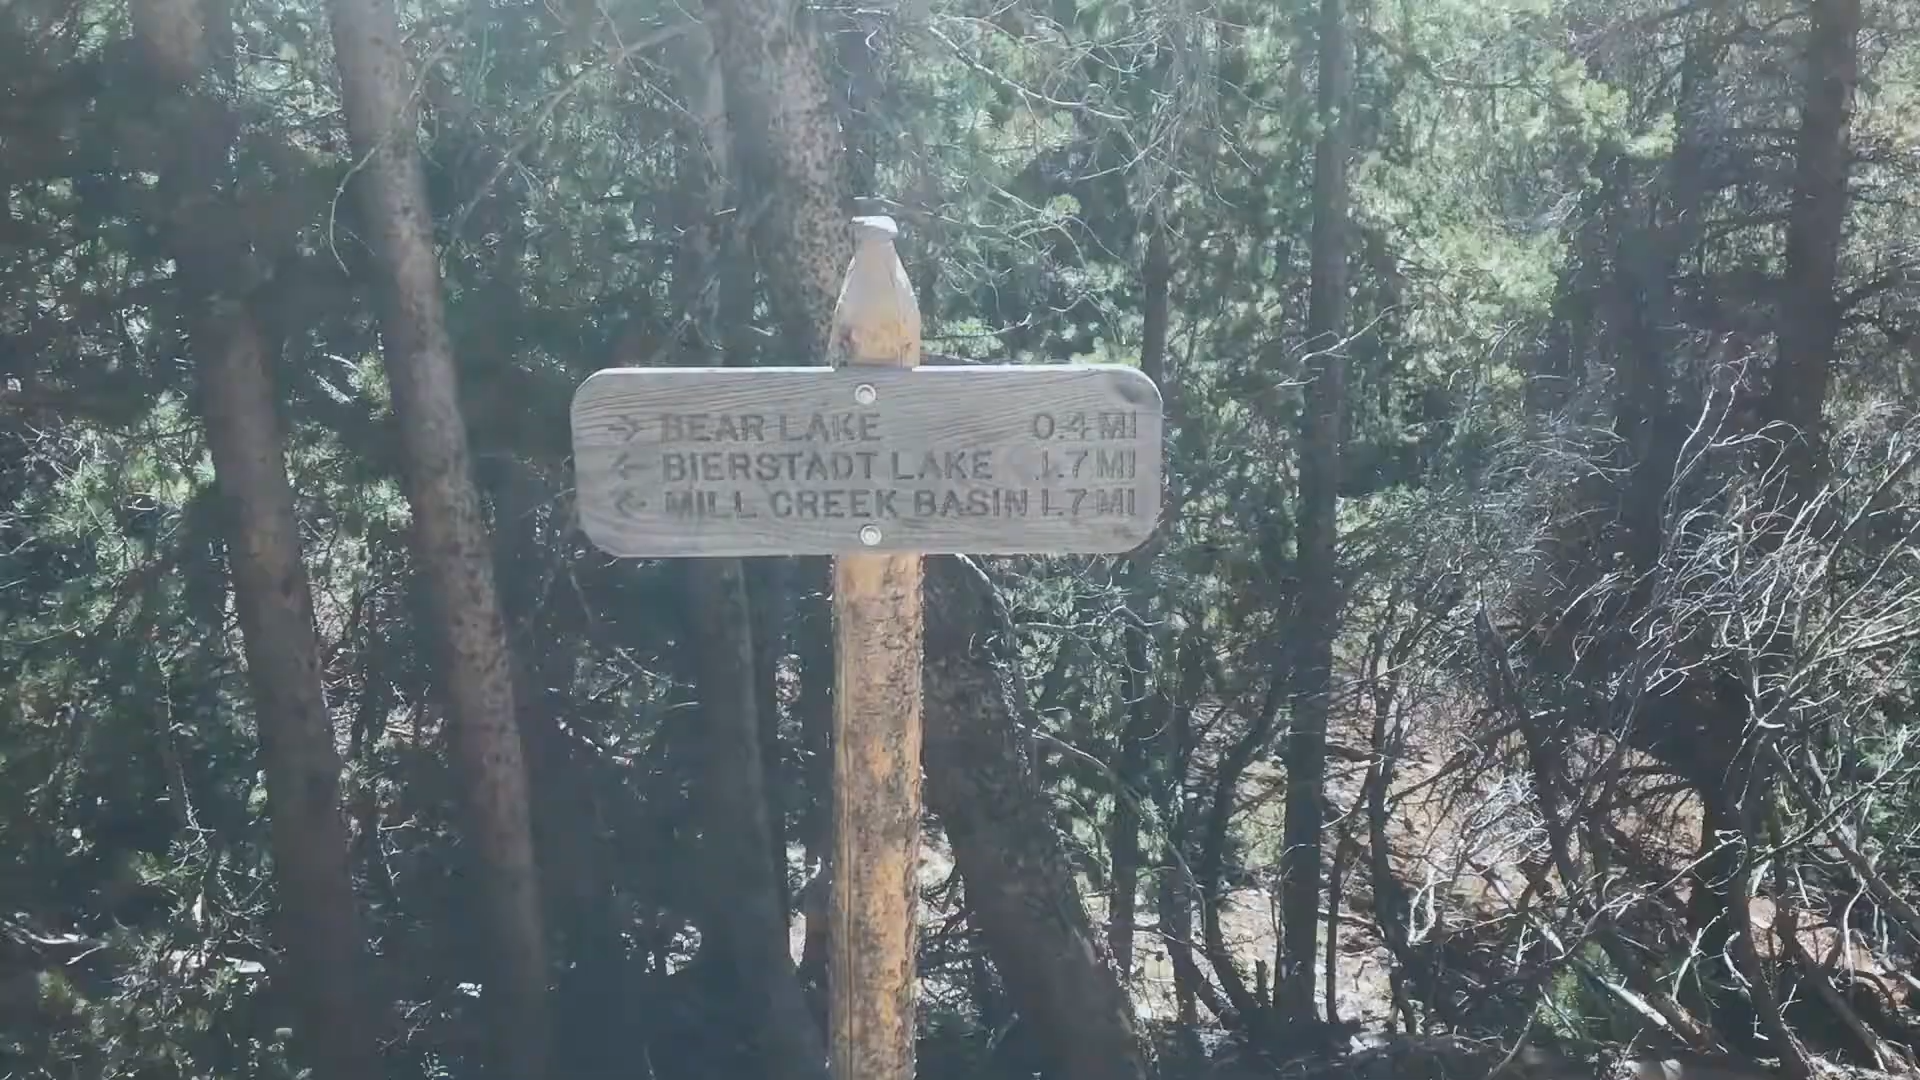 → BEAR LAKE 0.4 MI
← BIERSTADT LAKE 1.7 MI
← MILL CREEK BASIN 1.7 MI